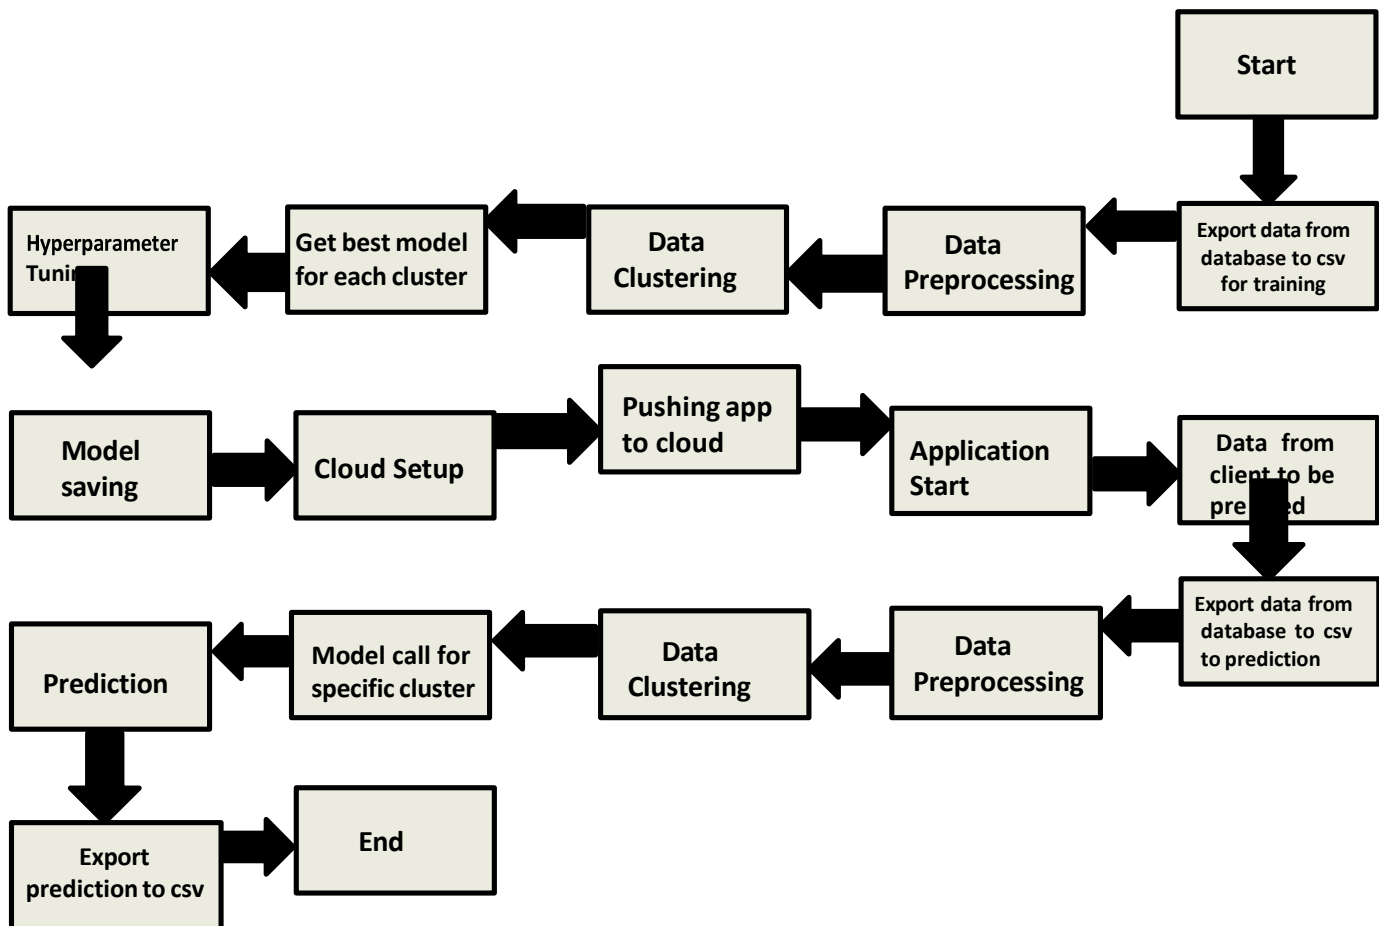 Start
Export data from
database to csv
for training
Data
Preprocessing
Data
Clustering
Get best model
for each cluster
Hyperparameter
Model
saving
Cloud Setup
Pushing app
to cloud
Application
Start
Data from
client to be
Export data from
database to csv
to prediction
Data
Preprocessing
Data
Clustering
Model call for
specific cluster
Prediction
Export
prediction to csv
End